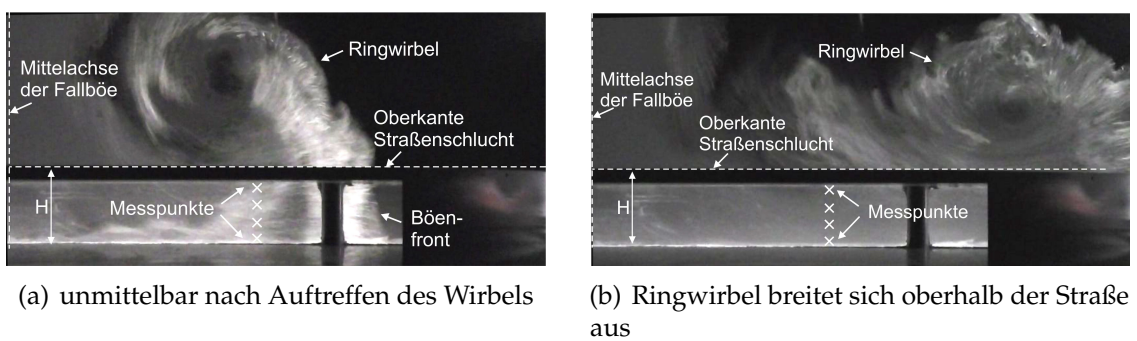 Mittelachse
der Fallböe
Ringwirbel
Oberkante
Straßenschlucht
H
Messpunkte
Böen-
front
(a) unmittelbar nach Auftreffen des Wirbels
Mittelachse
der Fallböe
Ringwirbel
Oberkante
Straßenschlucht
H
Messpunkte
(b) Ringwirbel breitet sich oberhalb der Straße
aus